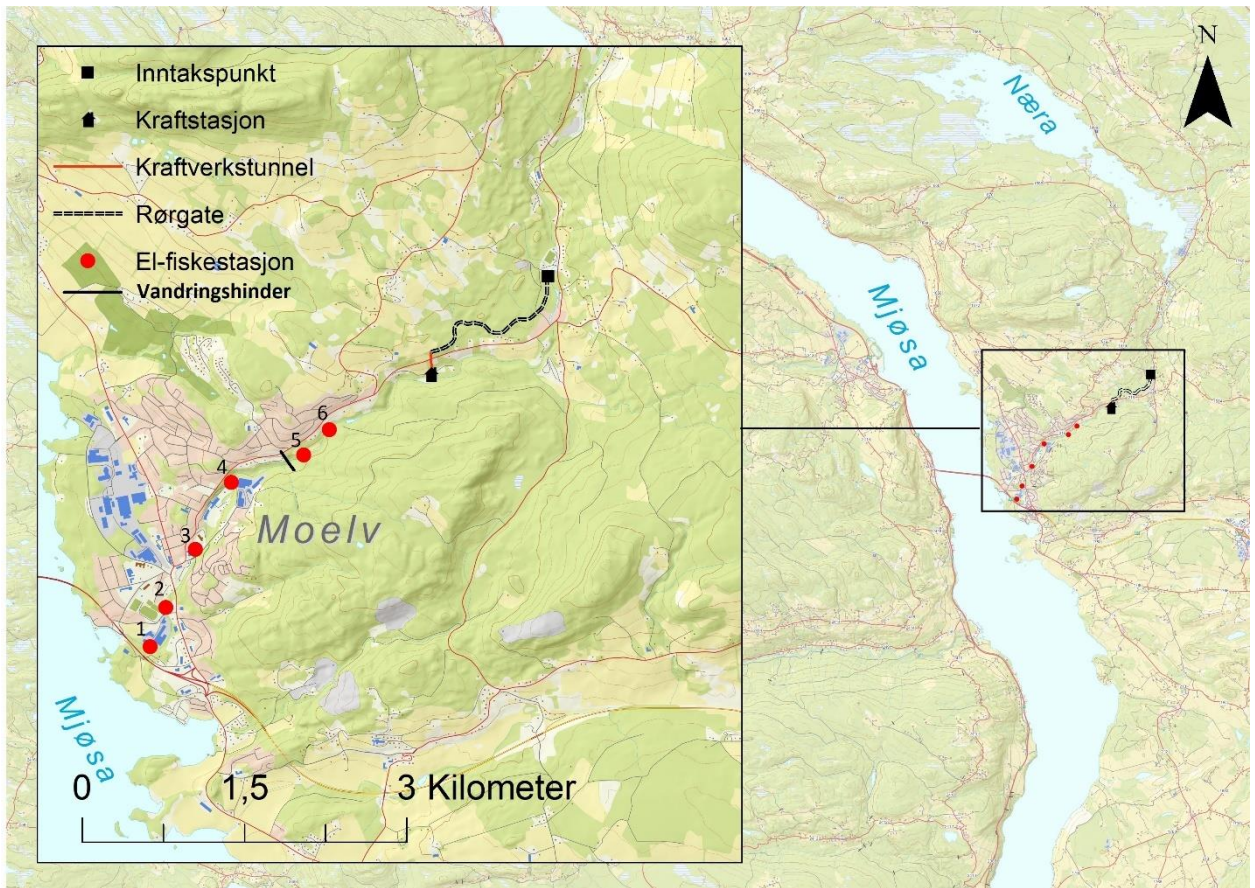 Inntakspunkt
Kraftstasjon
Kraftverkstunnel
Rørgate
El-fiskestasjon
Vandringshinder
N
Næra
Mjøsa
6
5
4
Moelv
3
2
1
Mjøsa
0 1,5 3 Kilometer